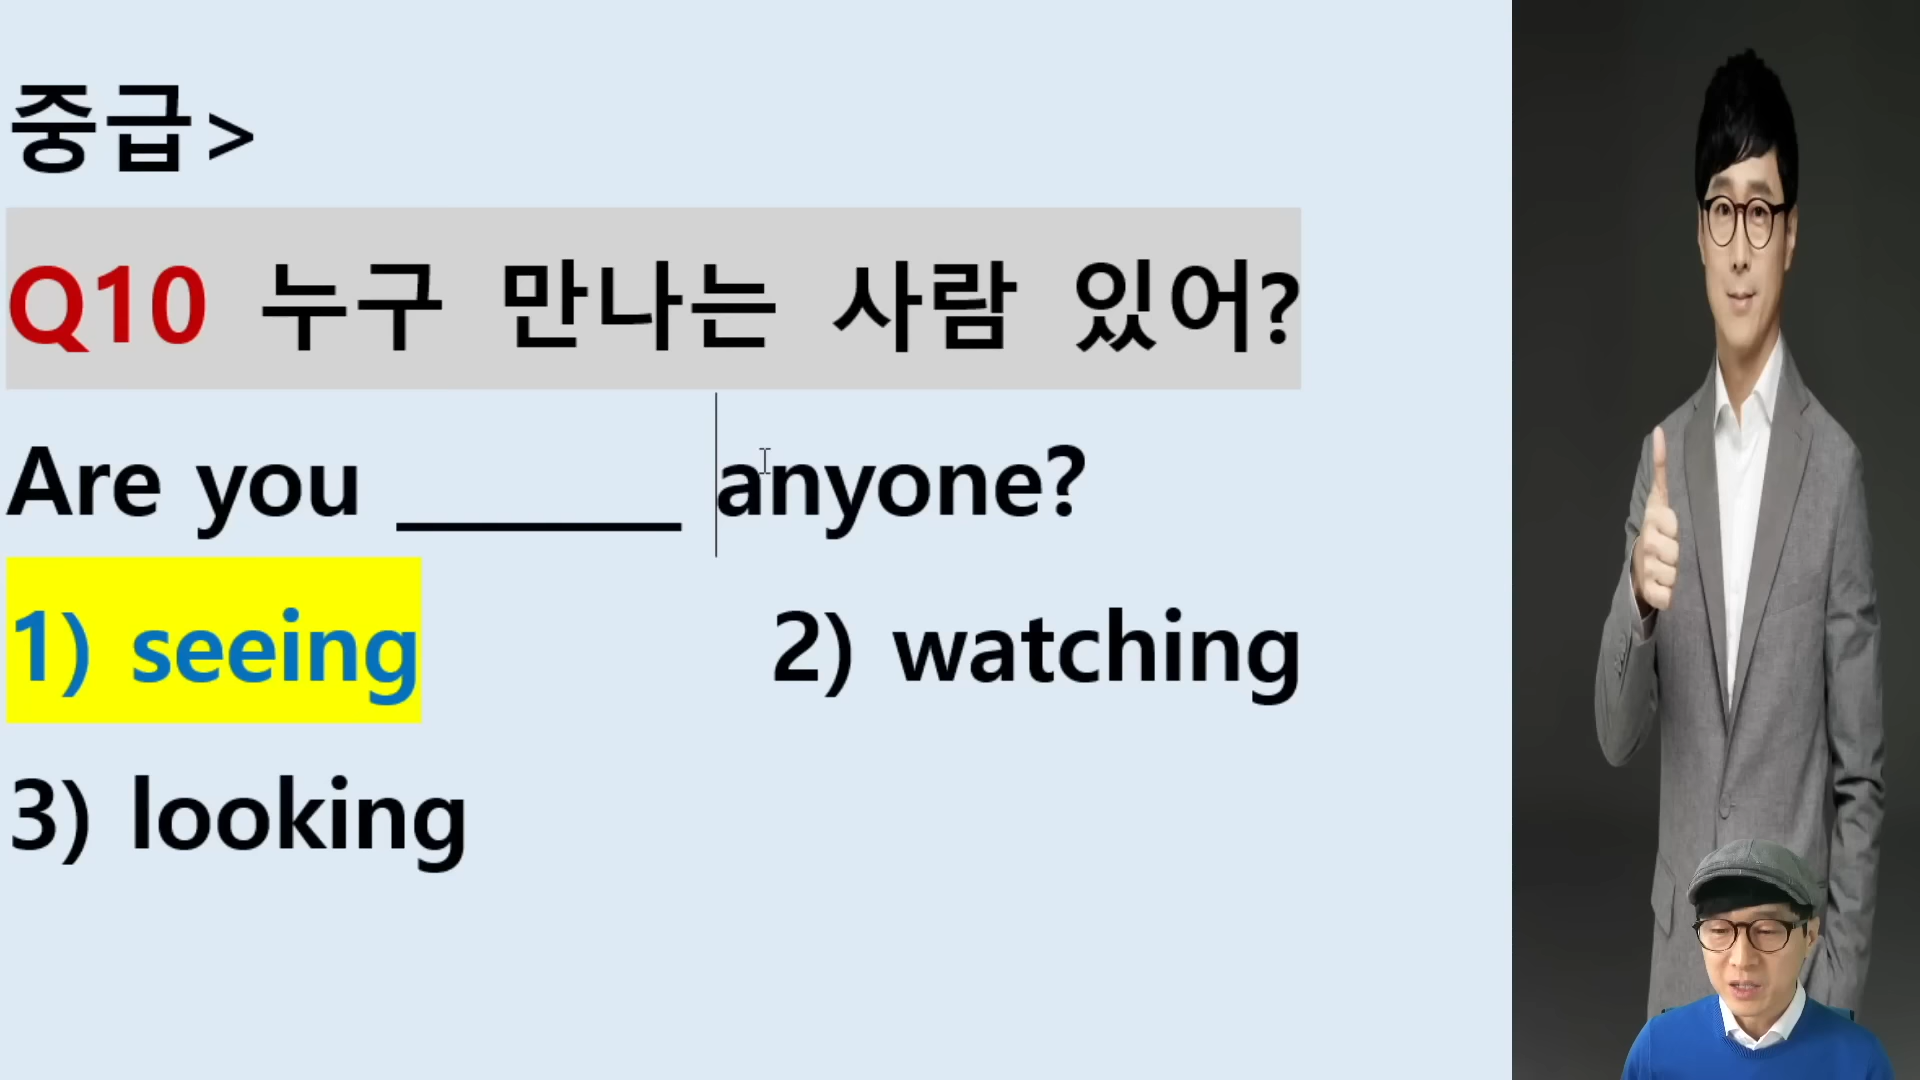 중급>
Q10 누구 만나는 사람 있어?
Are you ________ anyone?
1) seeing 2) watching
3) looking